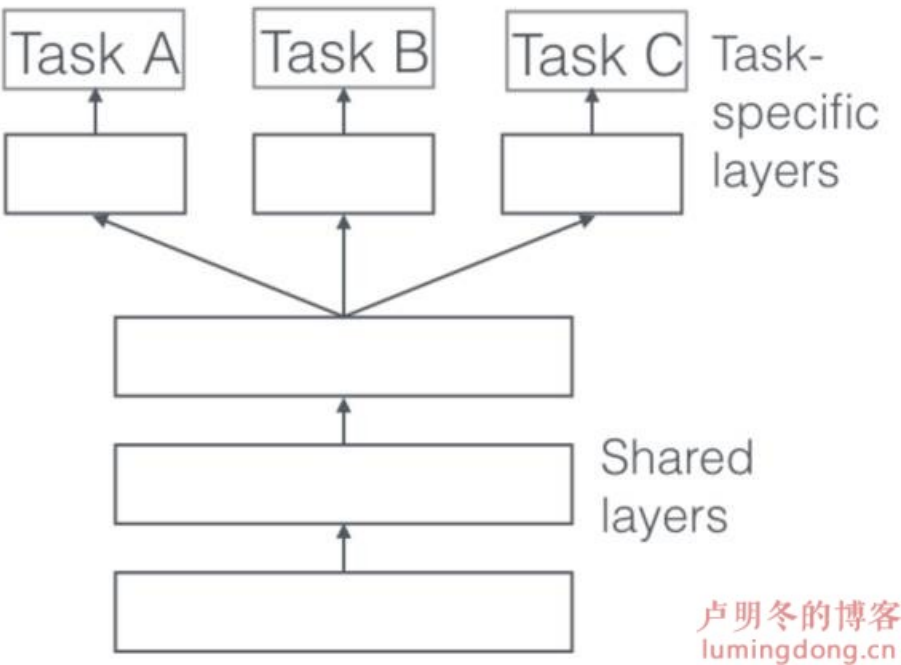 Task A
Task B
Task C
Task-
specific
layers
Shared
layers
卢明冬的博客
lumingdong.cn